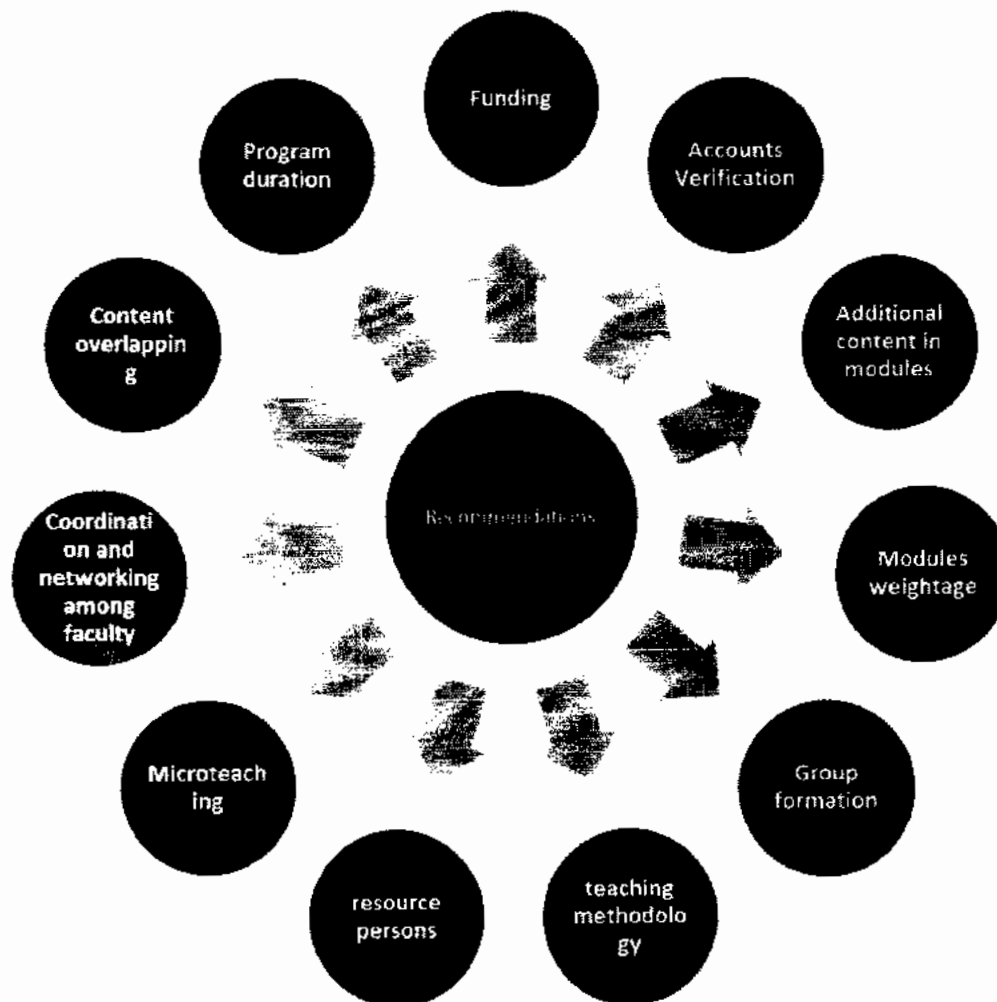 Funding
Program
duration
Accounts
Verification
Content
overlappin
g
Additional
content in
modules
Recommendations
Coordinati
on and
networking
among
faculty
Modules
weightage
Microteach
ing
Group
formation
resource
persons
teaching
methodolo
gy